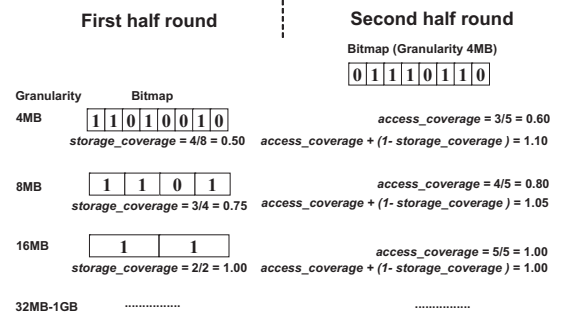 First half round
Second half round
Bitmap (Granularity 4MB)
0 1 1 1 0 1 1 0
Granularity Bitmap
4MB 1 1 0 1 0 0 1 0 access_coverage = 3/5 = 0.60
storage_coverage = 4/8 = 0.50 access_coverage + (1- storage_coverage ) = 1.10
8MB 1 1 0 1 access_coverage = 4/5 = 0.80
storage_coverage = 3/4 = 0.75 access_coverage + (1- storage_coverage ) = 1.05
16MB 1 1 access_coverage = 5/5 = 1.00
storage_coverage = 2/2 = 1.00 access_coverage + (1- storage_coverage ) = 1.00
32MB-1GB ................ ................